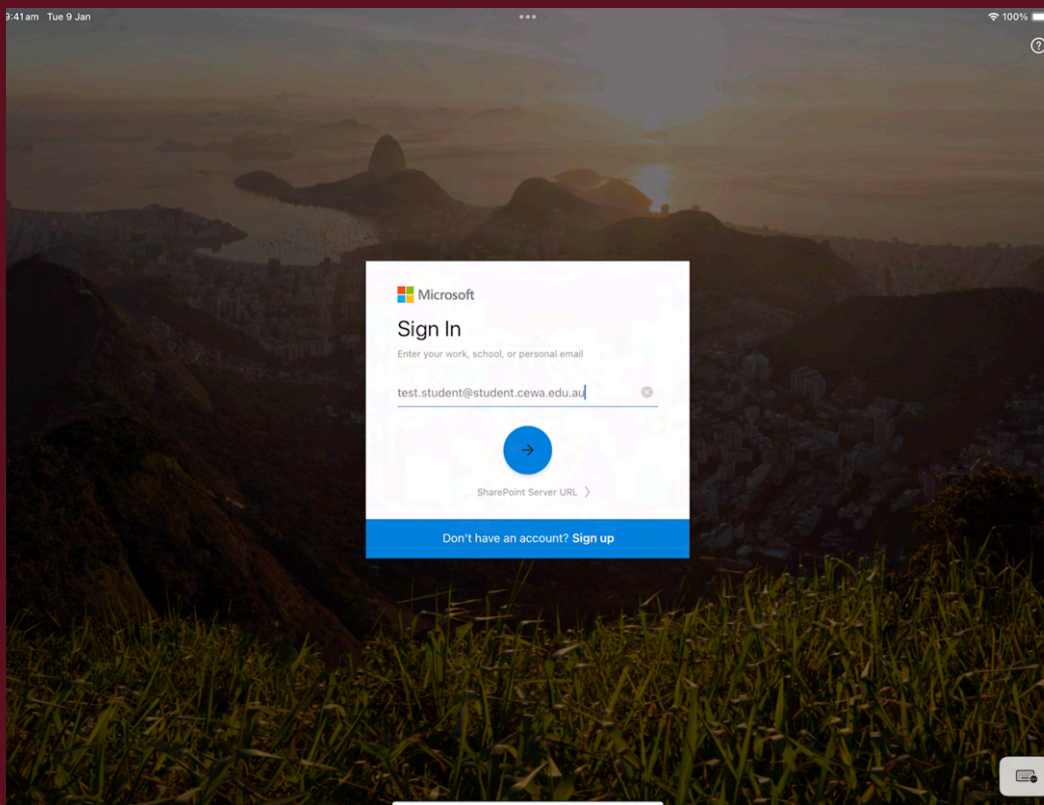 9:41 am Tue 9 Jan
100%
Microsoft
Sign In
Enter your work, school, or personal email
test.student@student.cewa.edu.au
SharePoint Server URL
Don't have an account? Sign up